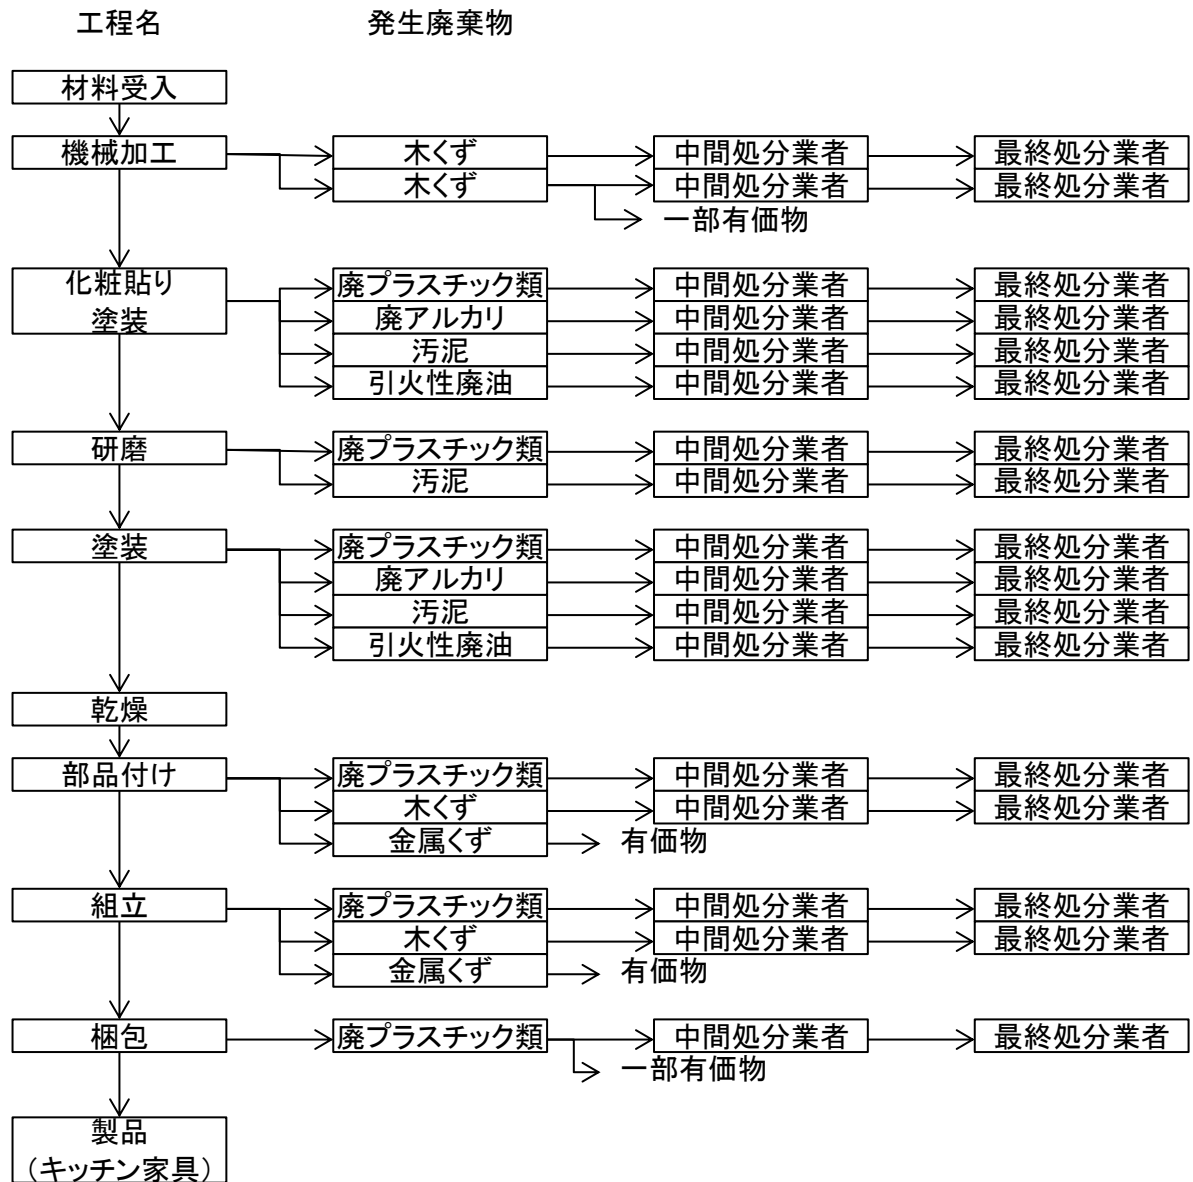 工程名 発生廃棄物
材料受入
機械加工 木くず 中間処分業者 最終処分業者
木くず 中間処分業者 最終処分業者
一部有価物
化粧貼り
塗装
廃プラスチック類 中間処分業者 最終処分業者
廃アルカリ 中間処分業者 最終処分業者
汚泥 中間処分業者 最終処分業者
引火性廃油 中間処分業者 最終処分業者
研磨 廃プラスチック類 中間処分業者 最終処分業者
汚泥 中間処分業者 最終処分業者
塗装 廃プラスチック類 中間処分業者 最終処分業者
廃アルカリ 中間処分業者 最終処分業者
汚泥 中間処分業者 最終処分業者
引火性廃油 中間処分業者 最終処分業者
乾燥
部品付け 廃プラスチック類 中間処分業者 最終処分業者
木くず 中間処分業者 最終処分業者
金属くず 有価物
組立 廃プラスチック類 中間処分業者 最終処分業者
木くず 中間処分業者 最終処分業者
金属くず 有価物
梱包 廃プラスチック類 中間処分業者 最終処分業者
一部有価物
製品
(キッチン家具)